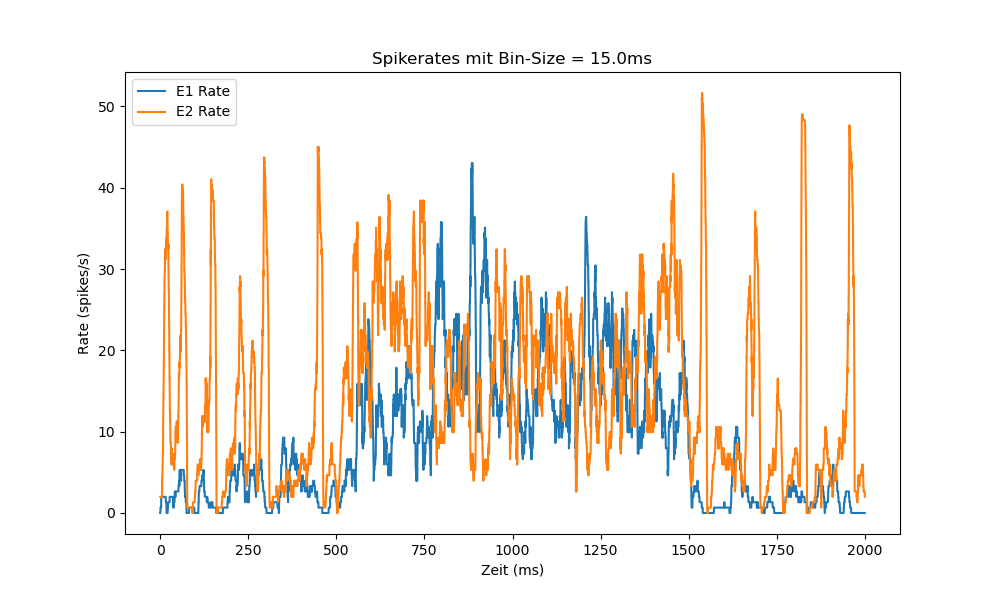 Spikerates mit Bin-Size = 15.0ms
E1 Rate
E2 Rate
Rate (spikes/s)
50
40
30
20
10
0
0 250 500 750 1000 1250 1500 1750 2000
Zeit (ms)